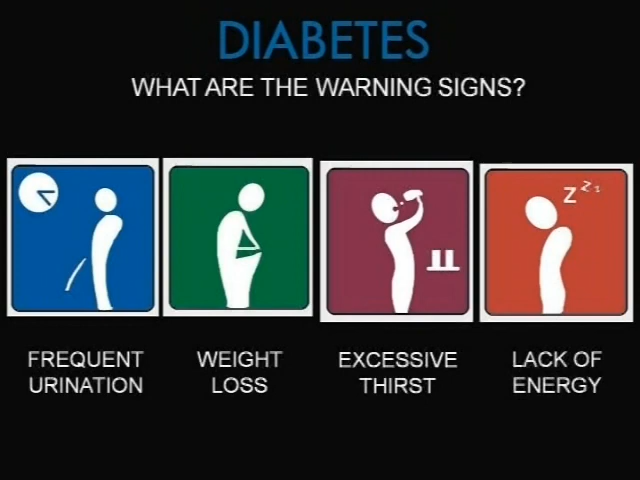 DIABETES
WHAT ARE THE WARNING SIGNS?
Z Z z
FREQUENT
URINATION
WEIGHT
LOSS
EXCESSIVE
THIRST
LACK OF
ENERGY